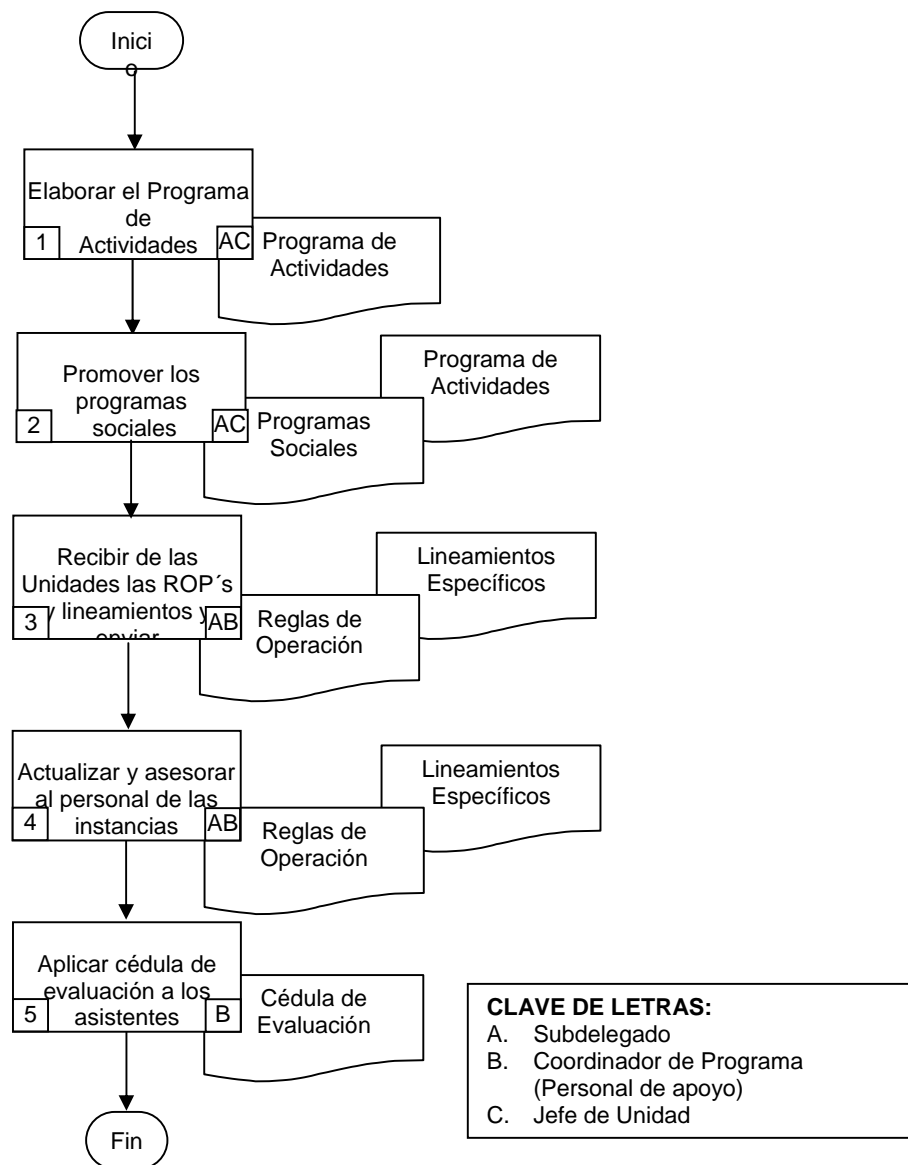 Inicio
Elaborar el Programa
de
Actividades
1
AC
Programa de
Actividades
Promover los
programas
sociales
2
AC
Programas
Sociales
Programa de
Actividades
Recibir de las
Unidades las ROP´s
y lineamientos y
enviar
3
AB
Reglas de
Operación
Lineamientos
Específicos
Actualizar y asesorar
al personal de las
instancias
4
AB
Reglas de
Operación
Lineamientos
Específicos
Aplicar cédula de
evaluación a los
asistentes
5
B
Cédula de
Evaluación
Fin
CLAVE DE LETRAS:
A. Subdelegado
B. Coordinador de Programa
(Personal de apoyo)
C. Jefe de Unidad